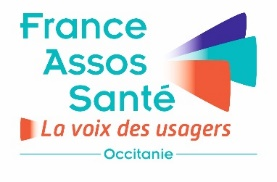 France
Assos
Santé
La voix des usagers
Occitanie